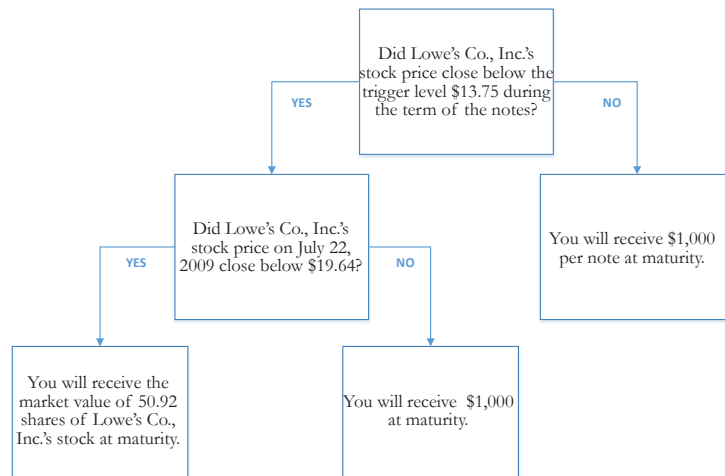 Did Lowe's Co., Inc.'s
stock price close below the
trigger level $13.75 during
the term of the notes?
YES
NO
Did Lowe's Co., Inc.'s
stock price on July 22,
2009 close below $19.64?
You will receive $1,000
per note at maturity.
YES
NO
You will receive the
market value of 50.92
shares of Lowe's Co.,
Inc.'s stock at maturity.
You will receive $1,000
at maturity.